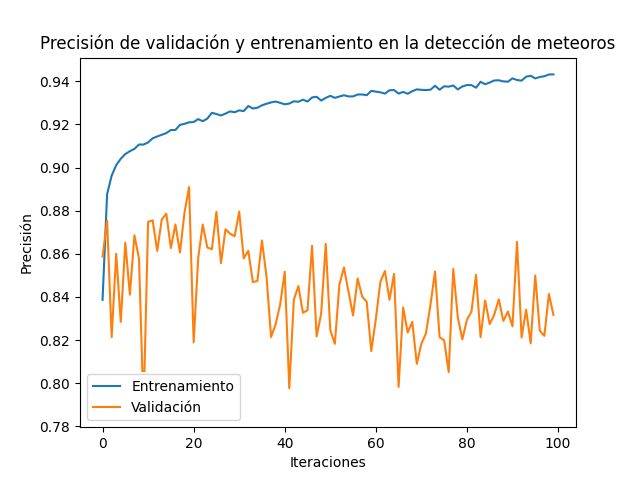 Precisión de validación y entrenamiento en la detección de meteoros
0.94
0.92
0.90
0.88
0.86
0.84
0.82
0.80
0.78
Precisión
Entrenamiento
Validación
0 20 40 60 80 100
Iteraciones